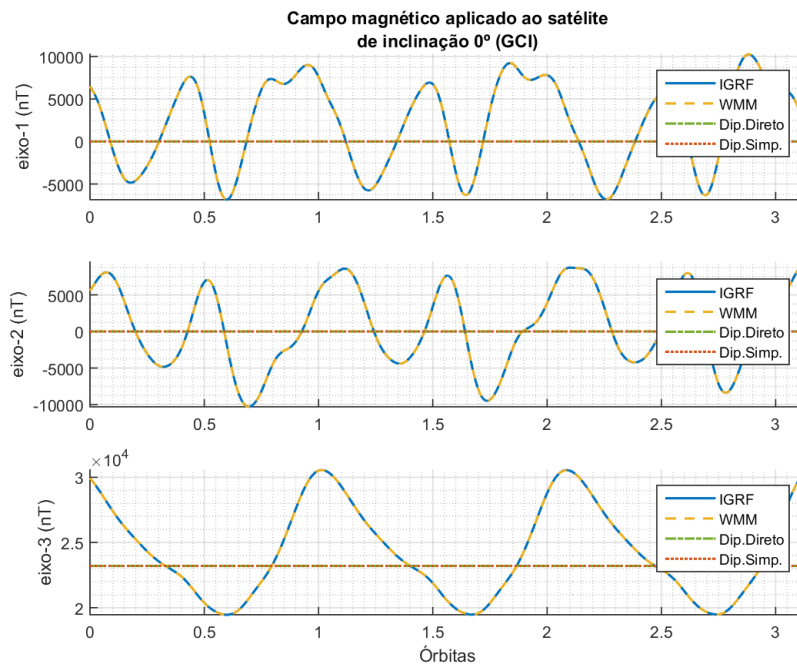 Campo magnético aplicado ao satélite
de inclinação 0º (GCI)
eixo-1 (nT)
10000
5000
0
-5000
0 0.5 1 1.5 2 2.5 3
IGRF
WMM
Dip.Direto
Dip.Simp.
eixo-2 (nT)
5000
0
-5000
-10000
0 0.5 1 1.5 2 2.5 3
IGRF
WMM
Dip.Direto
Dip.Simp.
eixo-3 (nT)
×10⁴
3
2.5
2
0 0.5 1 1.5 2 2.5 3
IGRF
WMM
Dip.Direto
Dip.Simp.
Órbitas